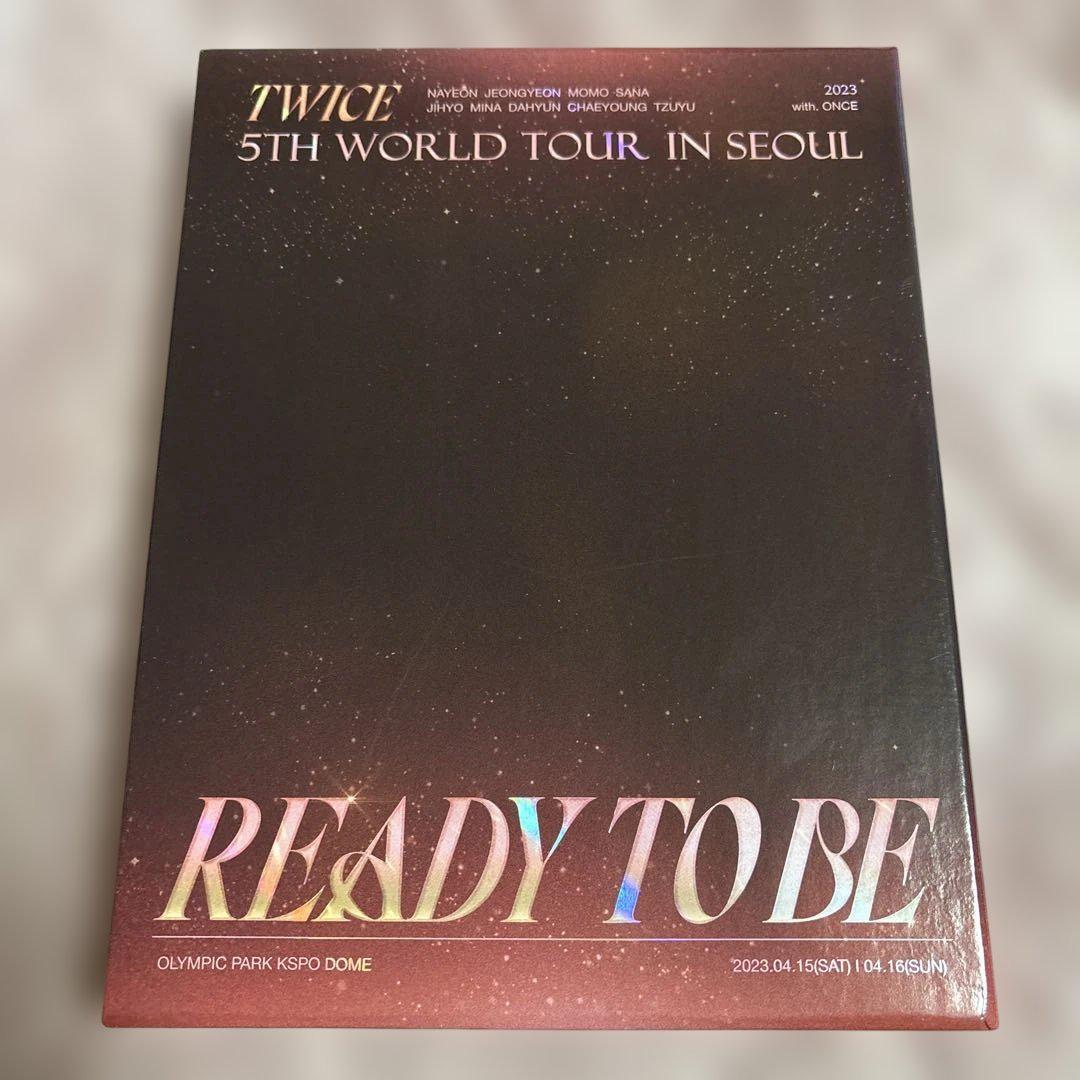 TWICE
NAYEON JEONGYEON MOMO SANA
JIHYO MINA DAHYUN CHAEYOUNG TZUYU
2023
with. ONCE
5TH WORLD TOUR IN SEOUL
READY TO BE
OLYMPIC PARK KSPO DOME
2023.04.15(SAT) I 04.16(SUN)